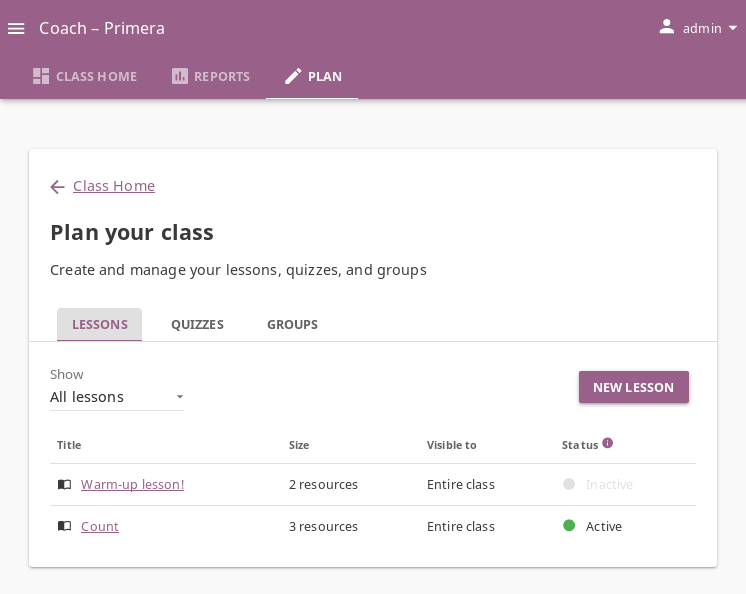 Coach – Primera
admin
CLASS HOME
REPORTS
PLAN
Class Home
Plan your class
Create and manage your lessons, quizzes, and groups
LESSONS
QUIZZES
GROUPS
Show
All lessons
NEW LESSON
Title Size Visible to Status
Warm-up lesson! 2 resources Entire class Inactive
Count 3 resources Entire class Active